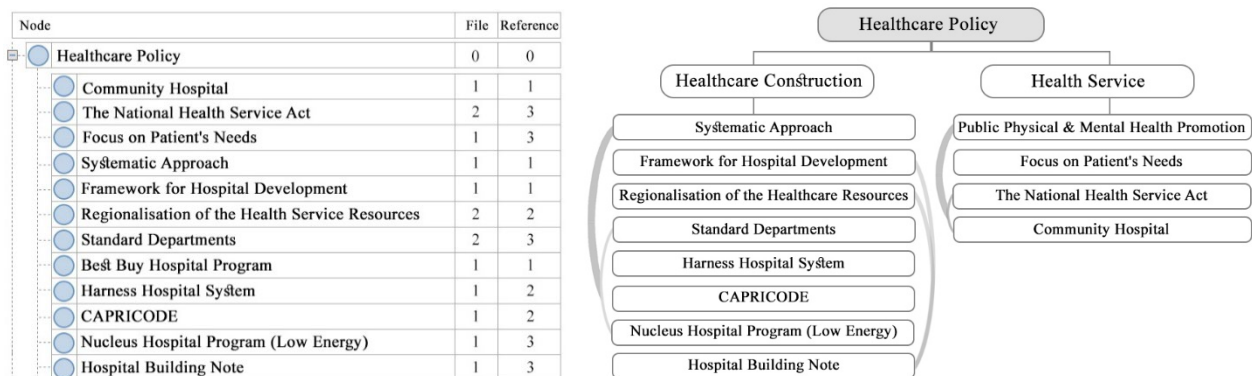 Node File Reference
Healthcare Policy 0 0
Community Hospital 1 1
The National Health Service Act 2 3
Focus on Patient's Needs 1 3
Systematic Approach 1 1
Framework for Hospital Development 1 1
Regionalisation of the Health Service Resources 2 2
Standard Departments 2 3
Best Buy Hospital Program 1 1
Harness Hospital System 1 2
CAPRICODE 1 2
Nucleus Hospital Program (Low Energy) 1 3
Hospital Building Note 1 3
Healthcare Policy
Healthcare Construction
Systematic Approach
Framework for Hospital Development
Regionalisation of the Healthcare Resources
Standard Departments
Harness Hospital System
CAPRICODE
Nucleus Hospital Program (Low Energy)
Hospital Building Note
Health Service
Public Physical & Mental Health Promotion
Focus on Patient's Needs
The National Health Service Act
Community Hospital